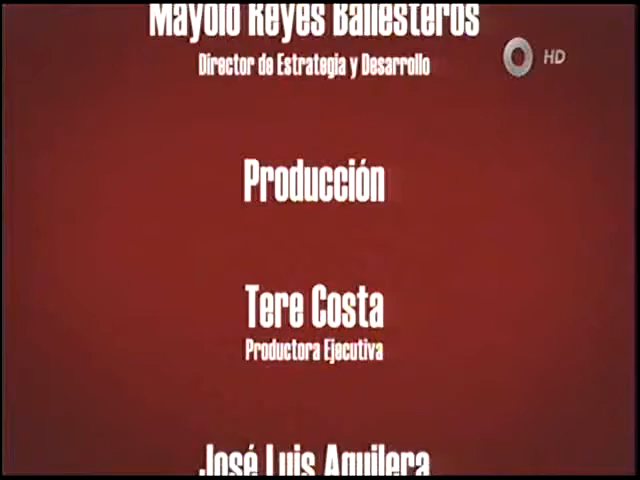 Mayolo Reyes Ballesteros
Director de Estrategia y Desarrollo
HD
Producción
Tere Costa
Productora Ejecutiva
José Luis Aguilera